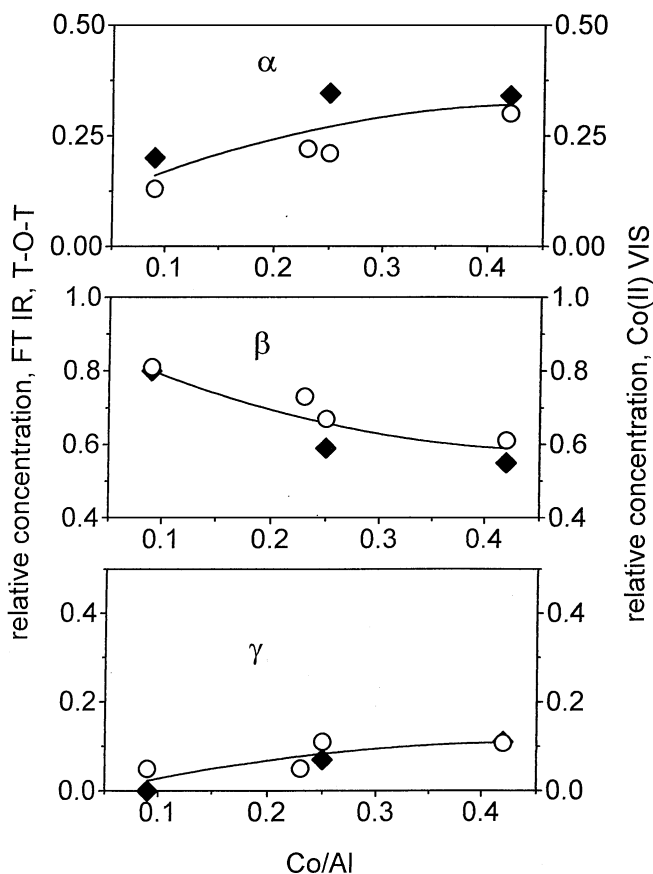 relative concentration, FT IR, T-O-T
relative concentration, Co(II) VIS
0.50 0.50
α
0.25 0.25
0.00 0.00
0.1 0.2 0.3 0.4
1.0 1.0
β
0.8 0.8
0.6 0.6
0.4 0.4
0.1 0.2 0.3 0.4
0.4 0.4
γ
0.2 0.2
0.0 0.0
0.1 0.2 0.3 0.4
Co/Al